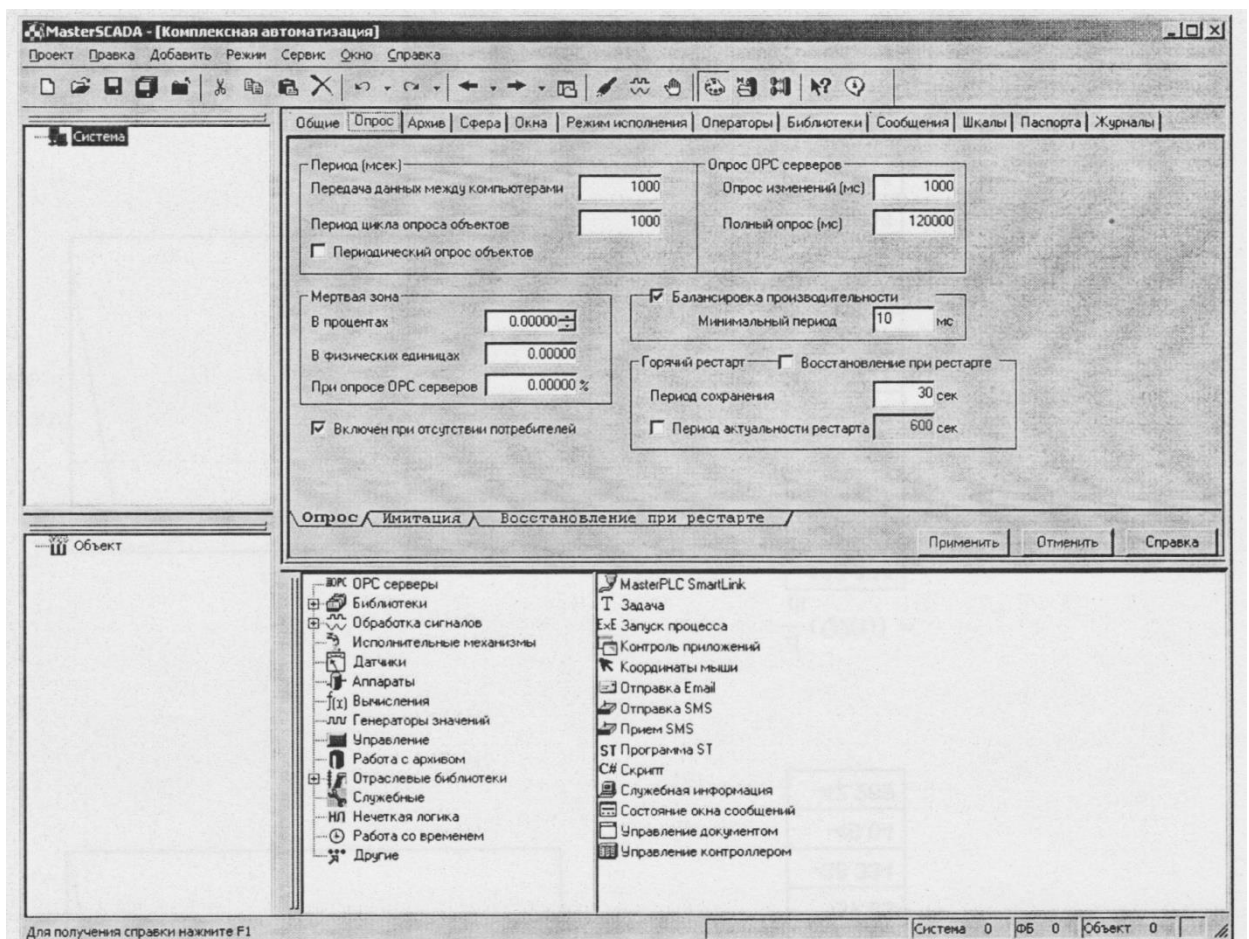 MasterSCADA - [Комплексная автоматизация]
Проект Правка Добавить Режим Сервис Окно Справка
Система
Общие Опрос Архив Сфера Окна Режим исполнения Операторы Библиотеки Сообщения Шкалы Паспорта Журналы
Период (мсек)
Опрос OPC серверов
Передача данных между компьютерами 1000
Опрос изменений (мс) 1000
Период цикла опроса объектов 1000
Полный опрос (мс) 120000
Периодический опрос объектов
Мертвая зона
Балансировка производительности
В процентах 0.00000
Минимальный период 10 мс
В физических единицах 0.00000
Горячий рестарт Восстановление при рестарте
При опросе OPC серверов 0.00000 %
Период сохранения 30 сек
Включен при отсутствии потребителей
Период актуальности рестарта 600 сек
Опрос Имитация Восстановление при рестарте
Применить Отменить Справка
Объект
OPC серверы
Библиотеки
Обработка сигналов
Исполнительные механизмы
Датчики
Аппараты
f(x) Вычисления
Генераторы значений
Управление
Работа с архивом
Отраслевые библиотеки
Служебные
НЛ Нечеткая логика
Работа со временем
Другие
MasterPLC SmartLink
T Задача
ExE Запуск процесса
Контроль приложений
Координаты мыши
Отправка Email
Отправка SMS
Прием SMS
ST Программа ST
C# Скрипт
Служебная информация
Состояние окна сообщений
Управление документом
Управление контроллером
Для получения справки нажмите F1
Система 0 ФБ 0 Объект 0